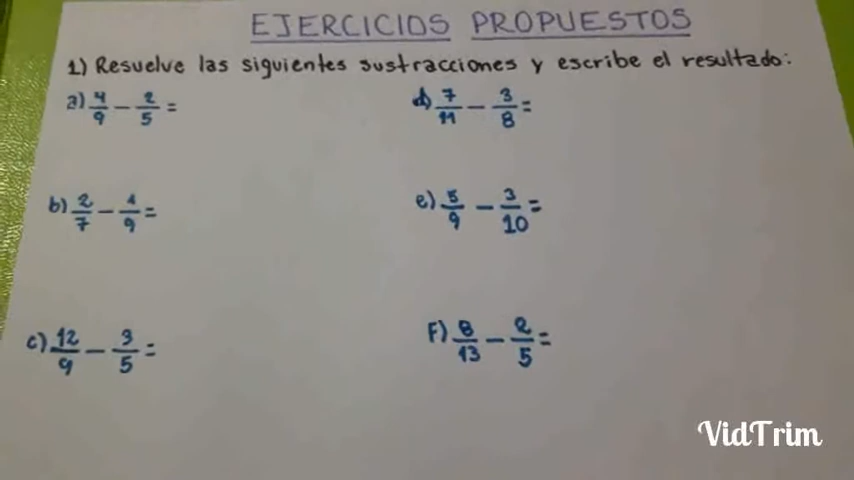 EJERCICIOS PROPUESTOS
1) Resuelve las siguientes sustracciones y escribe el resultado:
a) 4/9 - 2/5 =
d) 7/11 - 3/8 =
b) 2/7 - 1/9 =
e) 5/9 - 3/10 =
c) 12/9 - 3/5 =
F) 8/13 - 2/5 =
VidTrim